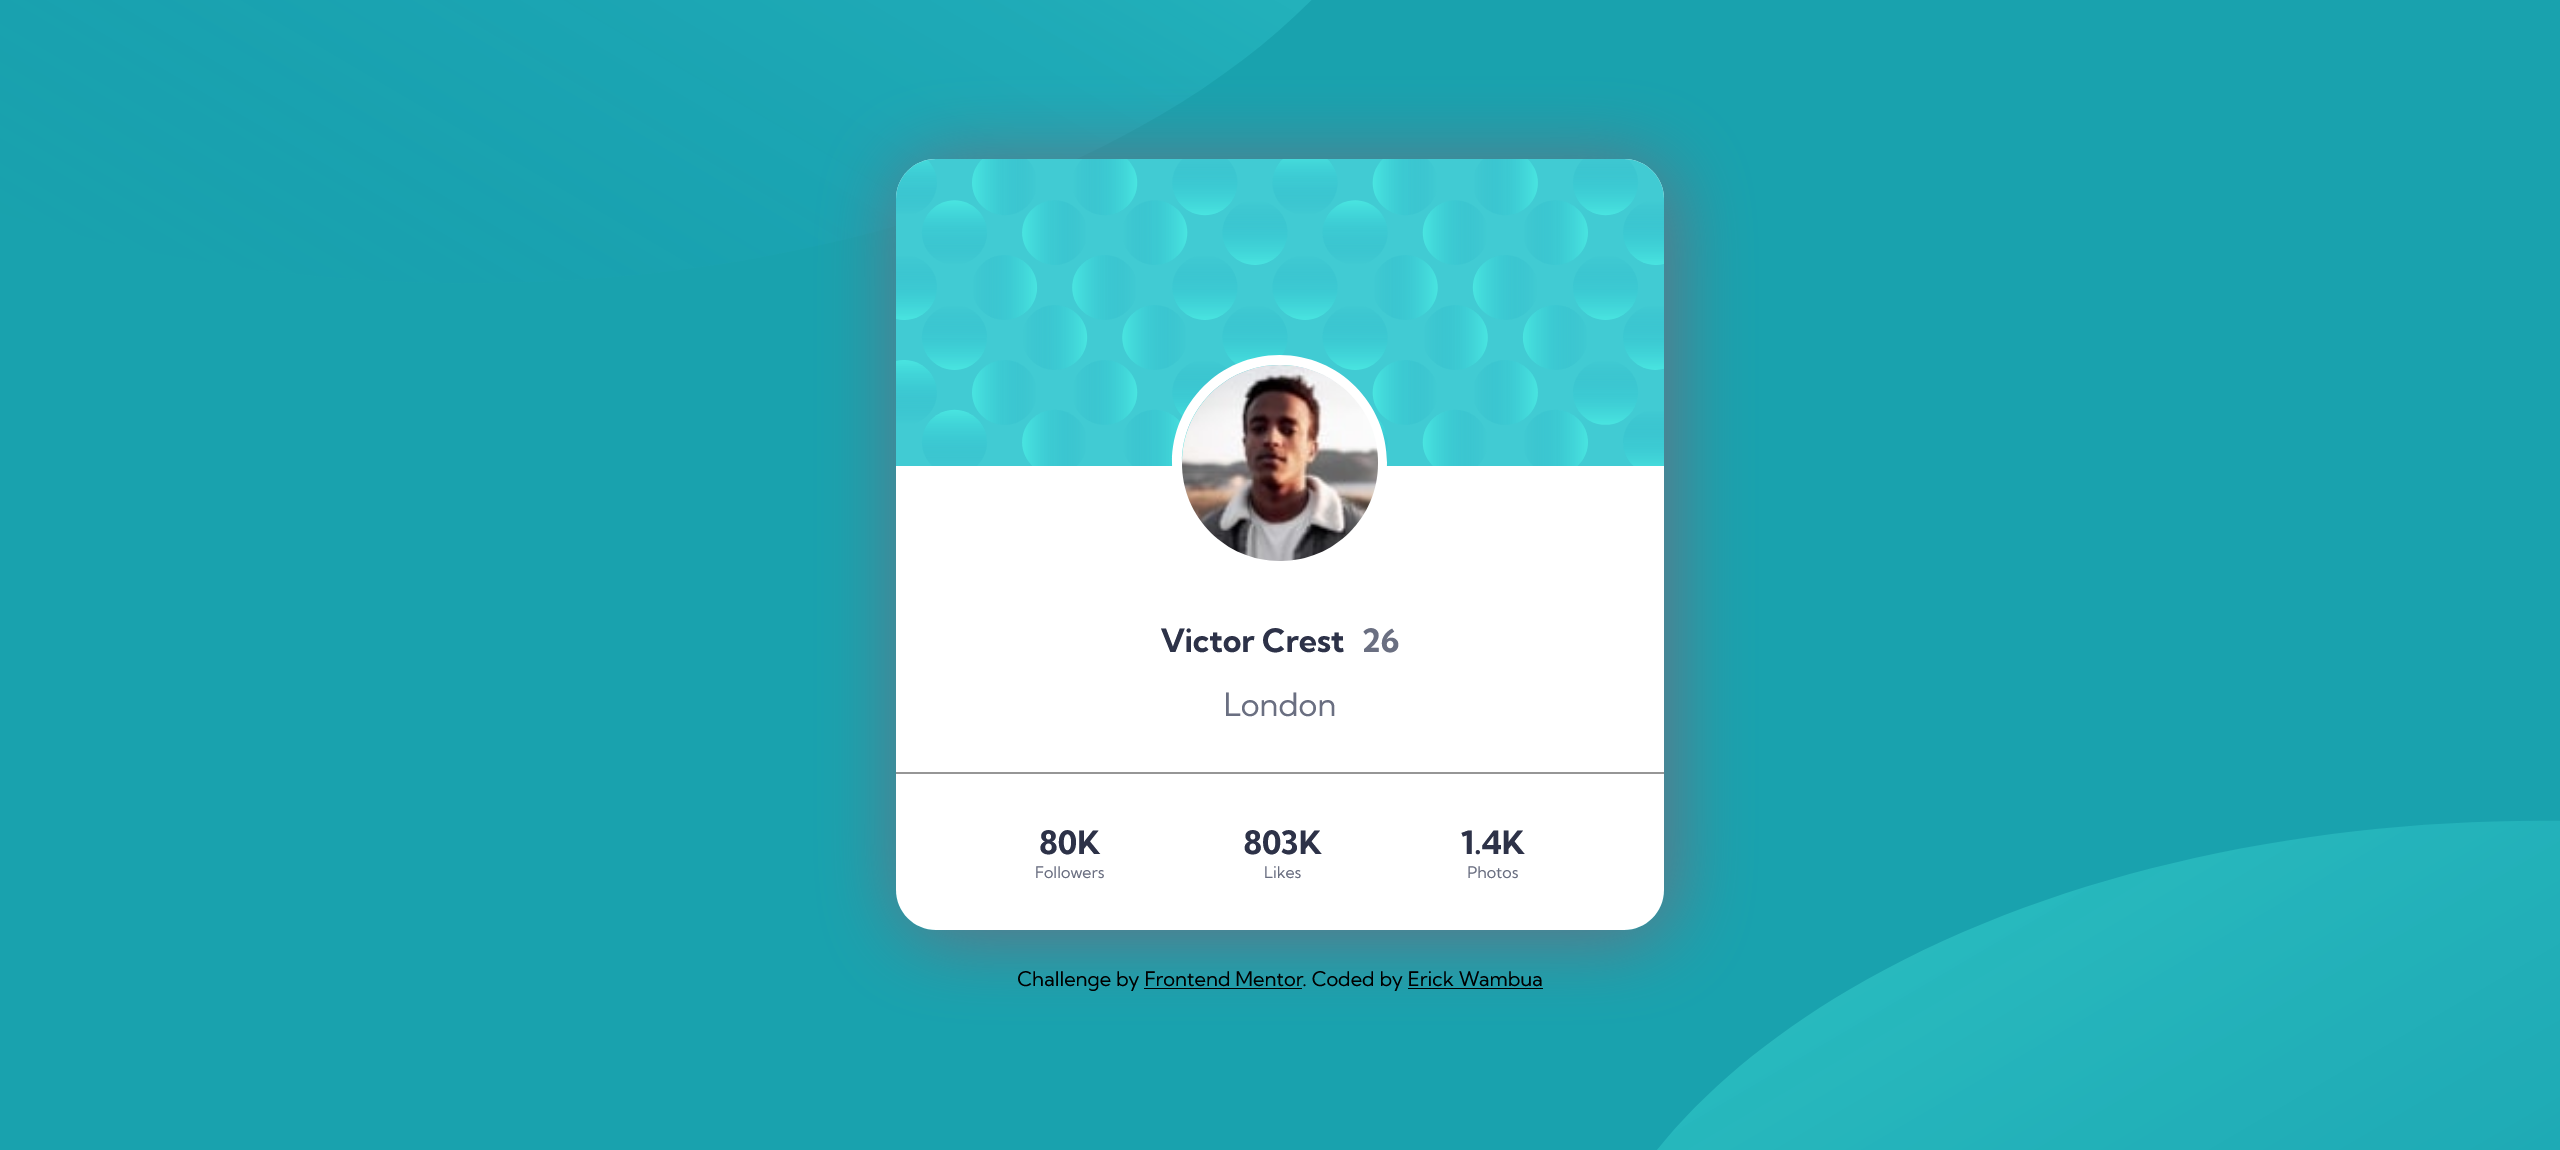 Victor Crest 26
London
80K 803K 1.4K
Followers Likes Photos
Challenge by Frontend Mentor. Coded by Erick Wambua